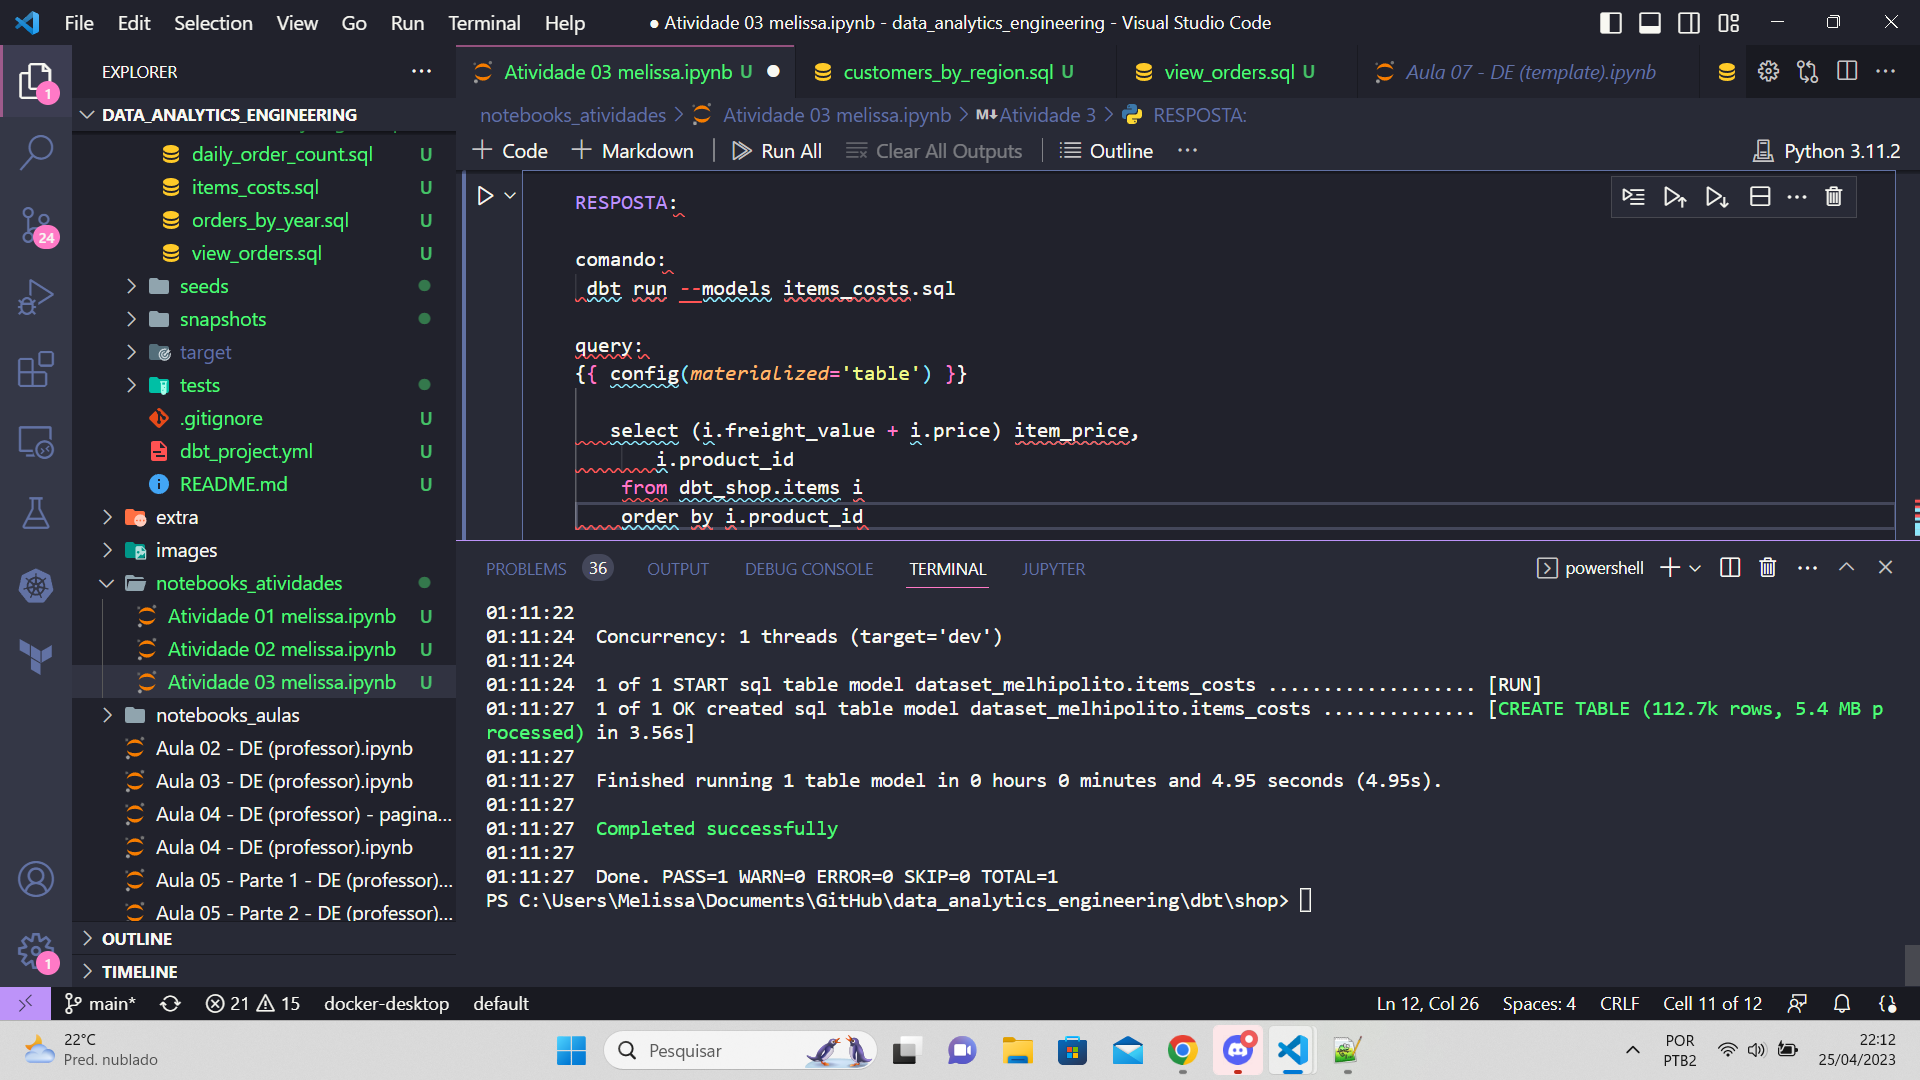 File Edit Selection View Go Run Terminal Help
● Atividade 03 melissa.ipynb - data_analytics_engineering - Visual Studio Code
EXPLORER
DATA_ANALYTICS_ENGINEERING
daily_order_count.sql U
items_costs.sql U
orders_by_year.sql U
view_orders.sql U
seeds
snapshots
target
tests
.gitignore U
dbt_project.yml U
README.md U
extra
images
notebooks_atividades
Atividade 01 melissa.ipynb U
Atividade 02 melissa.ipynb U
Atividade 03 melissa.ipynb U
notebooks_aulas
Aula 02 - DE (professor).ipynb
Aula 03 - DE (professor).ipynb
Aula 04 - DE (professor) - pagina...
Aula 04 - DE (professor).ipynb
Aula 05 - Parte 1 - DE (professor)...
Aula 05 - Parte 2 - DE (professor)...
OUTLINE
TIMELINE
1
24
1
Atividade 03 melissa.ipynb U
customers_by_region.sql U
view_orders.sql U
Aula 07 - DE (template).ipynb
notebooks_atividades > Atividade 03 melissa.ipynb > M↓Atividade 3 > RESPOSTA:
+ Code + Markdown Run All Clear All Outputs Outline ...
Python 3.11.2
RESPOSTA:
comando:
dbt run --models items_costs.sql
query:
{{ config(materialized='table') }}
select (i.freight_value + i.price) item_price,
i.product_id
from dbt_shop.items i
order by i.product_id
PROBLEMS 36 OUTPUT DEBUG CONSOLE TERMINAL JUPYTER
powershell
01:11:22
01:11:24 Concurrency: 1 threads (target='dev')
01:11:24
01:11:24 1 of 1 START sql table model dataset_melhipolito.items_costs ................... [RUN]
01:11:27 1 of 1 OK created sql table model dataset_melhipolito.items_costs .............. [CREATE TABLE (112.7k rows, 5.4 MB p
rocessed) in 3.56s]
01:11:27
01:11:27 Finished running 1 table model in 0 hours 0 minutes and 4.95 seconds (4.95s).
01:11:27
01:11:27 Completed successfully
01:11:27
01:11:27 Done. PASS=1 WARN=0 ERROR=0 SKIP=0 TOTAL=1
PS C:\Users\Melissa\Documents\GitHub\data_analytics_engineering\dbt\shop>
main* 21 15 docker-desktop default
Ln 12, Col 26 Spaces: 4 CRLF Cell 11 of 12
22°C
Pred. nublado
Pesquisar
POR
PTB2
22:12
25/04/2023